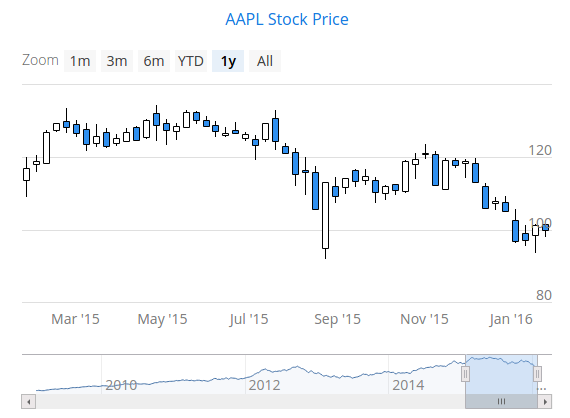 AAPL Stock Price
Zoom 1m 3m 6m YTD 1y All
120
100
80
Mar '15 May '15 Jul '15 Sep '15 Nov '15 Jan '16
2010 2012 2014 ...